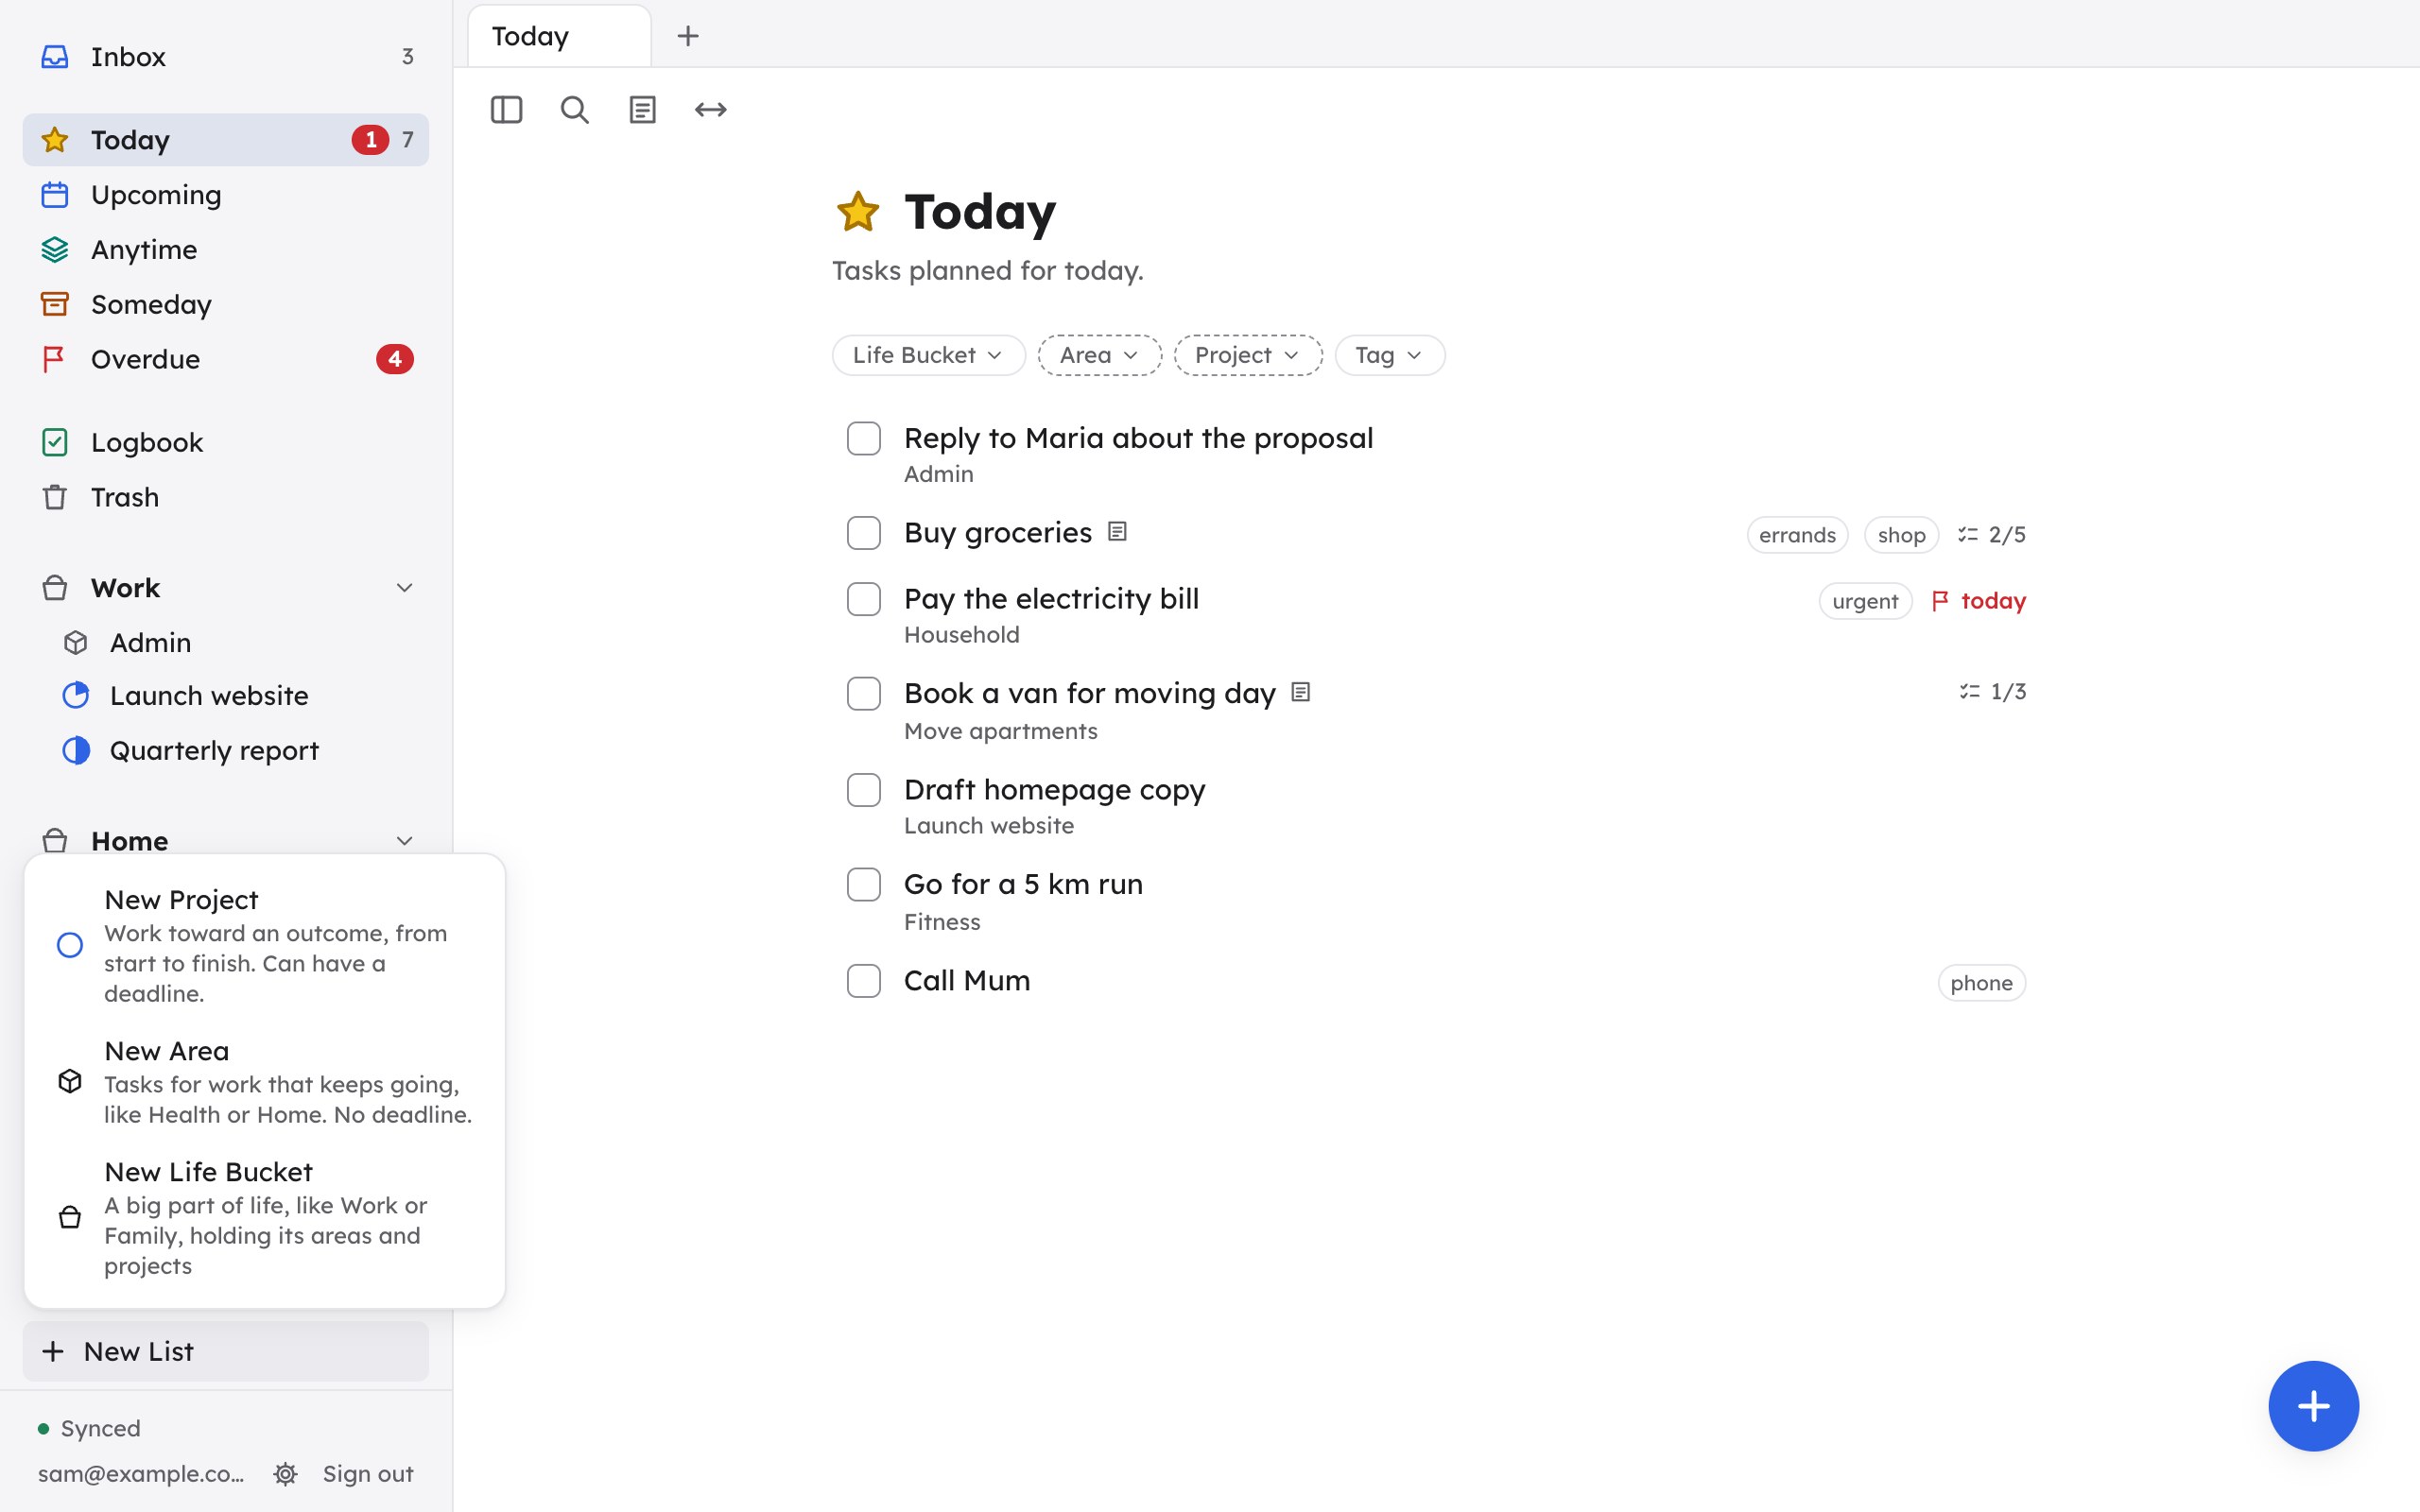 Inbox 3
Today 1 7
Upcoming
Anytime
Someday
Overdue 4
Logbook
Trash
Work
Admin
Launch website
Quarterly report
Home
New Project
Work toward an outcome, from
start to finish. Can have a
deadline.
New Area
Tasks for work that keeps going,
like Health or Home. No deadline.
New Life Bucket
A big part of life, like Work or
Family, holding its areas and
projects
New List
Synced
sam@example.co... Sign out
Today
Today
Tasks planned for today.
Life Bucket Area Project Tag
Reply to Maria about the proposal
Admin
Buy groceries errands shop 2/5
Pay the electricity bill urgent today
Household
Book a van for moving day 1/3
Move apartments
Draft homepage copy
Launch website
Go for a 5 km run
Fitness
Call Mum phone